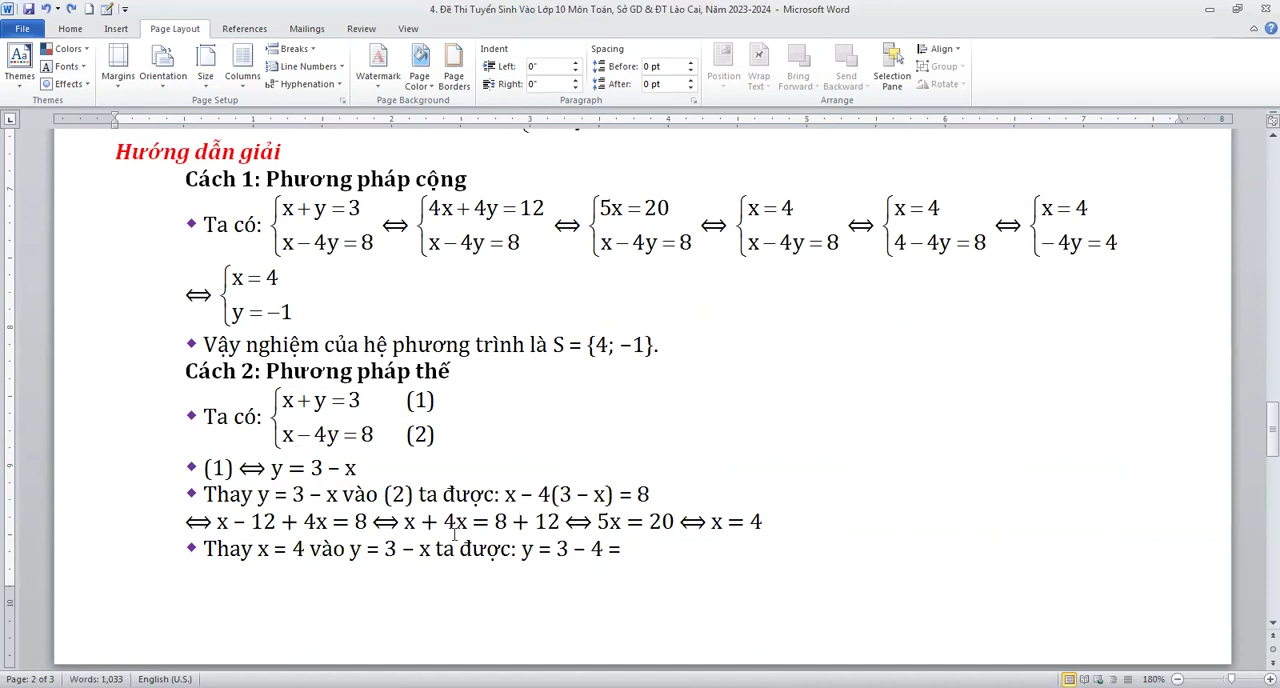 4. Đề Thi Tuyển Sinh Vào Lớp 10 Môn Toán, Sở GD & ĐT Lào Cai, Năm 2023-2024 - Microsoft Word
File Home Insert Page Layout References Mailings Review View
Themes Colors Fonts Effects Themes
Margins Orientation Size Columns Breaks Line Numbers Hyphenation Page Setup
Watermark Page Color Page Borders Page Background
Indent Left: 0" Right: 0" Spacing Before: 0 pt After: 0 pt Paragraph
Position Wrap Text Bring Forward Send Backward Selection Pane Align Group Rotate Arrange
1 2 3 4 5 6 7 8
Hướng dẫn giải
Cách 1: Phương pháp cộng
◆ Ta có: { x + y = 3 ; x − 4y = 8 ⇔ { 4x + 4y = 12 ; x − 4y = 8 ⇔ { 5x = 20 ; x − 4y = 8 ⇔ { x = 4 ; x − 4y = 8 ⇔ { x = 4 ; 4 − 4y = 8 ⇔ { x = 4 ; − 4y = 4
⇔ { x = 4 ; y = −1
◆ Vậy nghiệm của hệ phương trình là S = {4; −1}.
Cách 2: Phương pháp thế
◆ Ta có: { x + y = 3 (1) ; x − 4y = 8 (2)
◆ (1) ⇔ y = 3 – x
◆ Thay y = 3 – x vào (2) ta được: x – 4(3 – x) = 8
⇔ x – 12 + 4x = 8 ⇔ x + 4x = 8 + 12 ⇔ 5x = 20 ⇔ x = 4
◆ Thay x = 4 vào y = 3 – x ta được: y = 3 – 4 =
Page: 2 of 3 Words: 1,033 English (U.S.) 180%